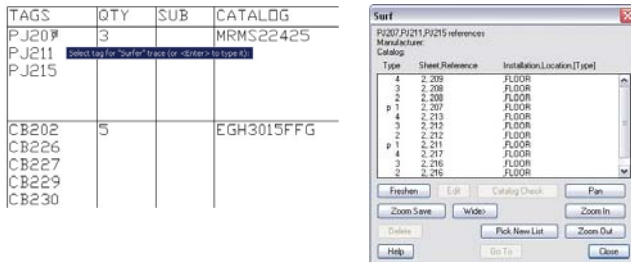 TAGS QTY SUB CATALOG
PJ207 3 MRMS22425
PJ211 Select tag for "Surfer" trace (or <Enter> to type it):
PJ215
CB202 5 EGH3015FFG
CB226
CB227
CB229
CB230
Surf
PJ207,PJ211,PJ215 references
Manufacturer:
Catalog:
Type Sheet,Reference Installation,Location,[Type]
4 2, 209 ,FLOOR
3 2, 208 ,FLOOR
2 2, 208 ,FLOOR
p 1 2, 207 ,FLOOR
4 2, 213 ,FLOOR
3 2, 212 ,FLOOR
2 2, 212 ,FLOOR
p 1 2, 211 ,FLOOR
4 2, 217 ,FLOOR
3 2, 216 ,FLOOR
2 2, 216 ,FLOOR
Freshen Edit Catalog Check Pan
Zoom Save Wide> Zoom In
Delete Pick New List Zoom Out
Help Go To Close